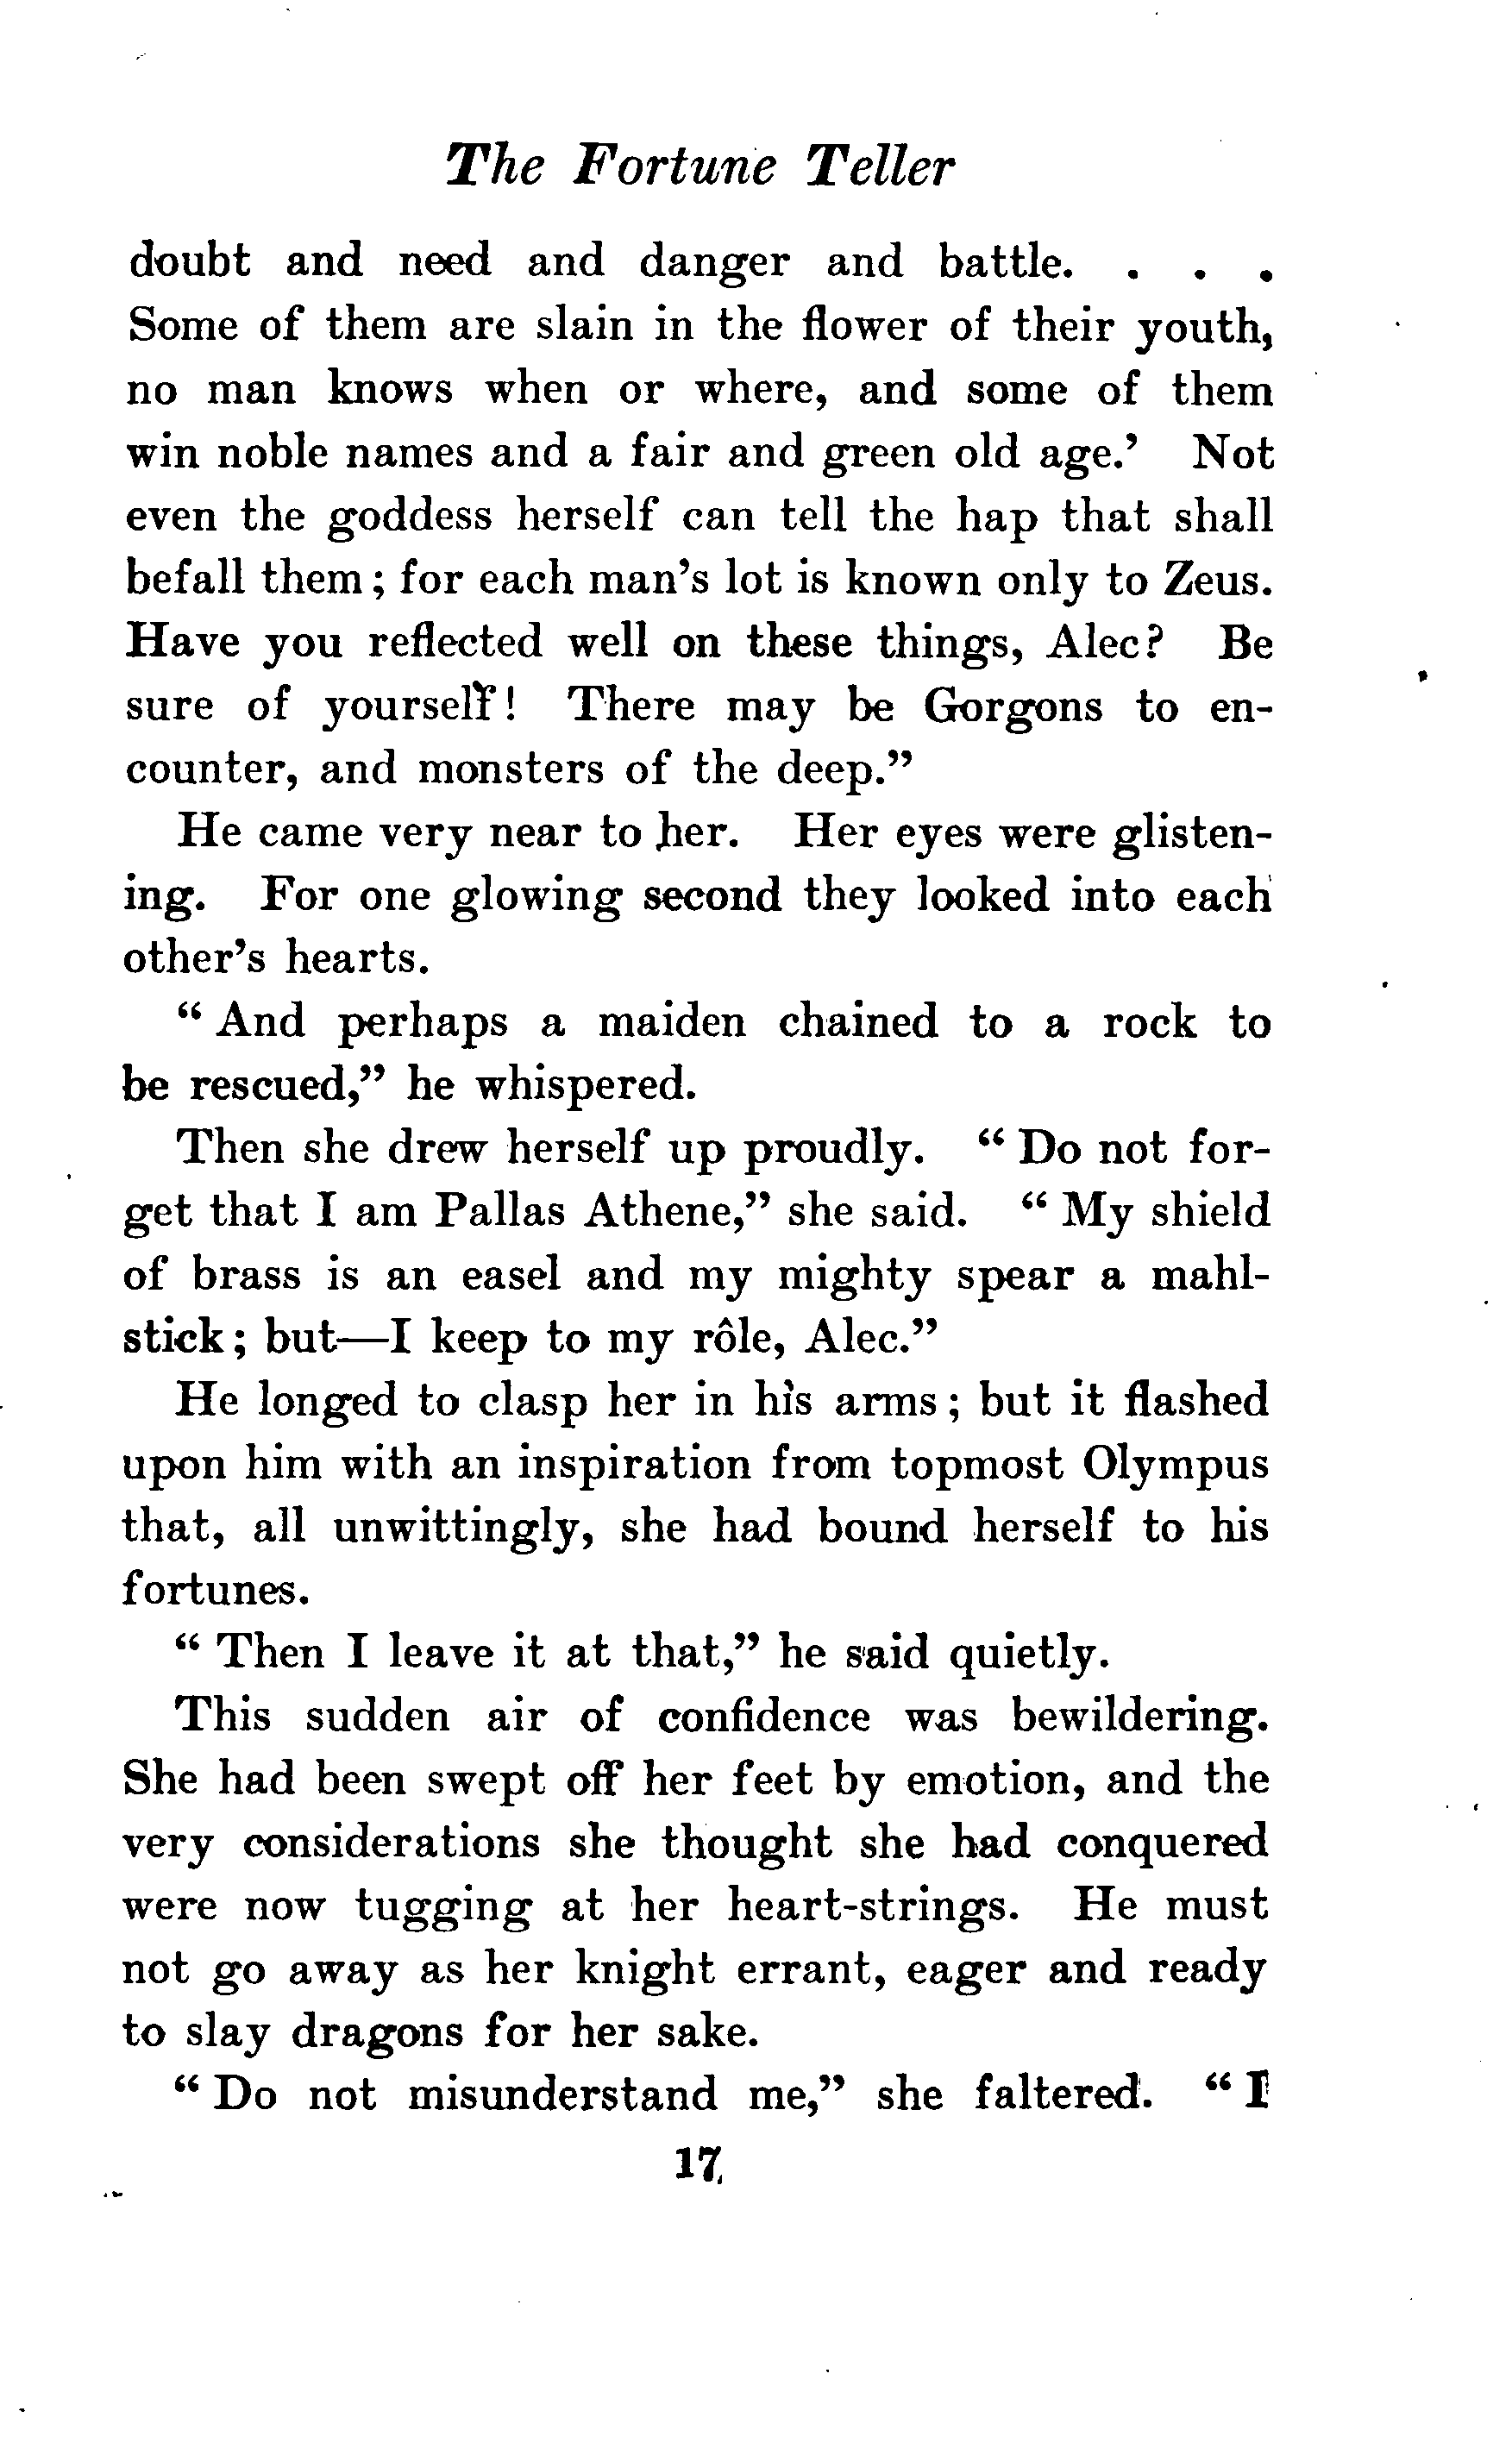 The Fortune Teller
doubt and need and danger and battle. . . .
Some of them are slain in the flower of their youth,
no man knows when or where, and some of them
win noble names and a fair and green old age.’ Not
even the goddess herself can tell the hap that shall
befall them; for each man’s lot is known only to Zeus.
Have you reflected well on these things, Alec? Be
sure of yourself! There may be Gorgons to en-
counter, and monsters of the deep.”
He came very near to her. Her eyes were glisten-
ing. For one glowing second they looked into each
other’s hearts.
“ And perhaps a maiden chained to a rock to
be rescued,” he whispered.
Then she drew herself up proudly. “ Do not for-
get that I am Pallas Athene,” she said. “ My shield
of brass is an easel and my mighty spear a mahl-
stick; but—I keep to my rôle, Alec.”
He longed to clasp her in his arms; but it flashed
upon him with an inspiration from topmost Olympus
that, all unwittingly, she had bound herself to his
fortunes.
“ Then I leave it at that,” he said quietly.
This sudden air of confidence was bewildering.
She had been swept off her feet by emotion, and the
very considerations she thought she had conquered
were now tugging at her heart-strings. He must
not go away as her knight errant, eager and ready
to slay dragons for her sake.
“ Do not misunderstand me,” she faltered. “ I
17